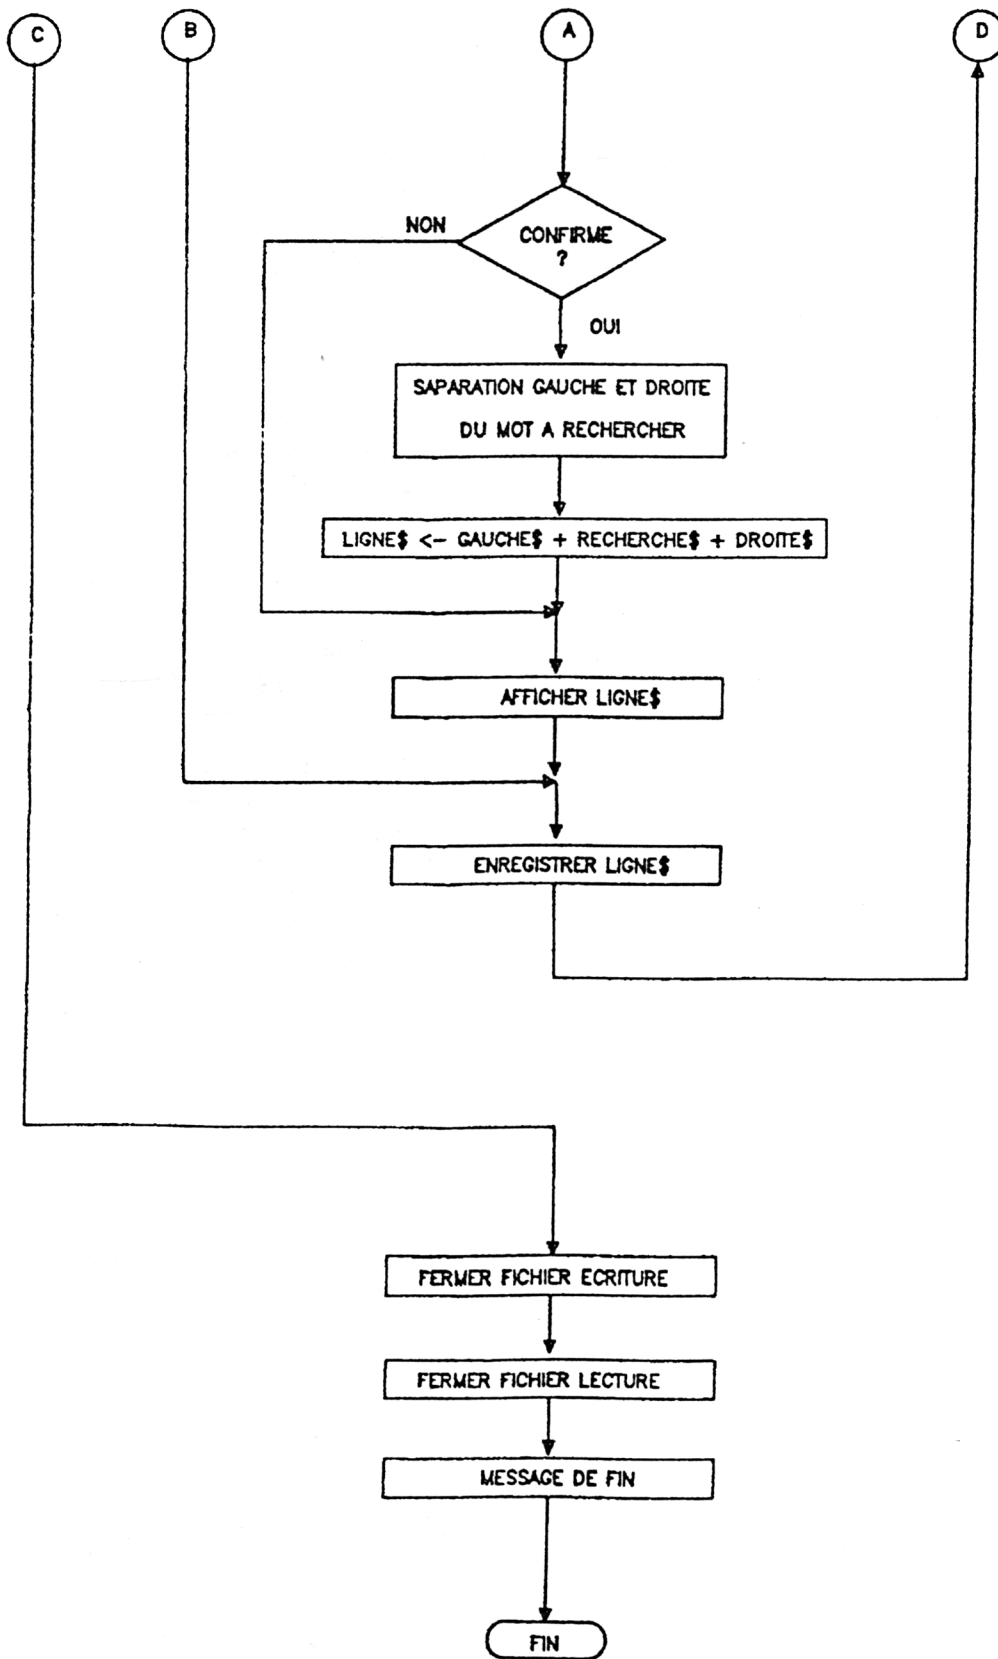 C B A D
NON
CONFIRME
?
OUI
SAPARATION GAUCHE ET DROITE
DU MOT A RECHERCHER
LIGNE$ <- GAUCHE$ + RECHERCHE$ + DROITE$
AFFICHER LIGNE$
ENREGISTRER LIGNE$
FERMER FICHIER ECRITURE
FERMER FICHIER LECTURE
MESSAGE DE FIN
FIN